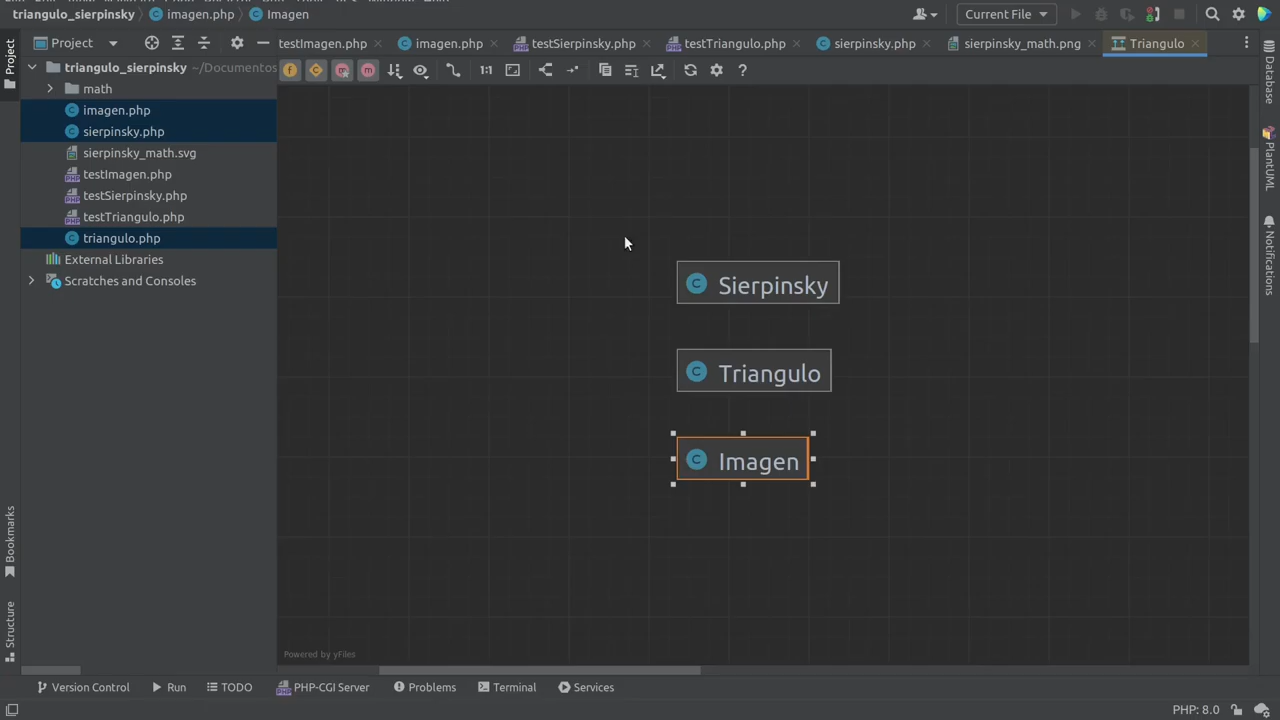 triangulo_sierpinsky
imagen.php
Imagen
Current File
Project
testImagen.php
imagen.php
testSierpinsky.php
testTriangulo.php
sierpinsky.php
sierpinsky_math.png
Triangulo
triangulo_sierpinsky ~/Documentos
math
imagen.php
sierpinsky.php
sierpinsky_math.svg
testImagen.php
testSierpinsky.php
testTriangulo.php
triangulo.php
External Libraries
Scratches and Consoles
1:1
Sierpinsky
Triangulo
Imagen
Powered by yFiles
Project
Bookmarks
Structure
Database
PlantUML
Notifications
Version Control
Run
TODO
PHP-CGI Server
Problems
Terminal
Services
PHP: 8.0